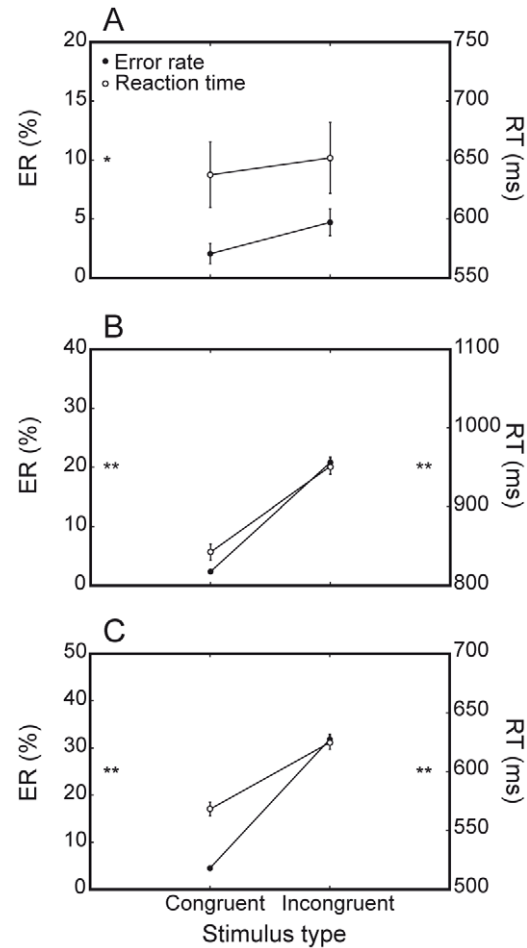 A
20
15
10
5
0
ER (%)
• Error rate
○ Reaction time
*
750
700
650
600
550
RT (ms)
B
40
30
20
10
0
ER (%)
**
**
1100
1000
900
800
RT (ms)
C
50
40
30
20
10
0
ER (%)
**
**
700
650
600
550
500
RT (ms)
Congruent Incongruent
Stimulus type